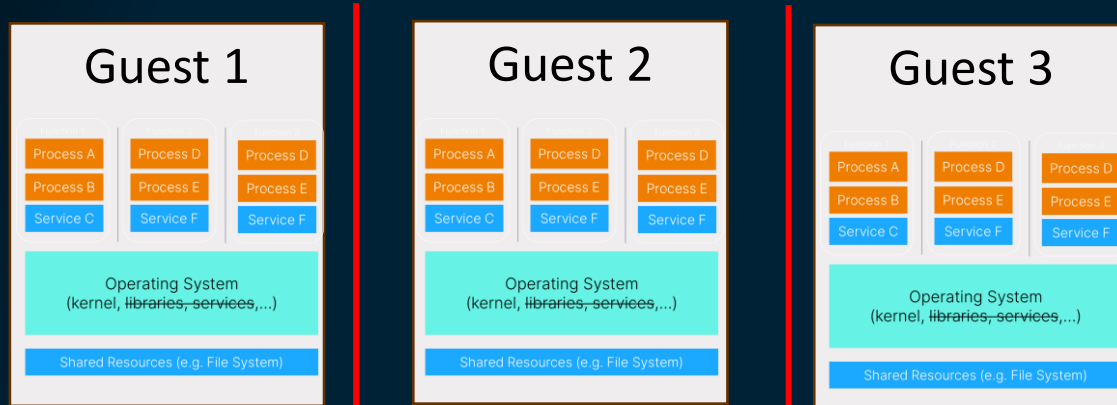 Guest 1
Process A
Process B
Service C
Process D
Process E
Service F
Process D
Process E
Service F
Operating System
(kernel, libraries, services,...)
Shared Resources (e.g. File System)
Guest 2
Process A
Process B
Service C
Process D
Process E
Service F
Process D
Process E
Service F
Operating System
(kernel, libraries, services,...)
Shared Resources (e.g. File System)
Guest 3
Process A
Process B
Service C
Process D
Process E
Service F
Process D
Process E
Service F
Operating System
(kernel, libraries, services,...)
Shared Resources (e.g. File System)